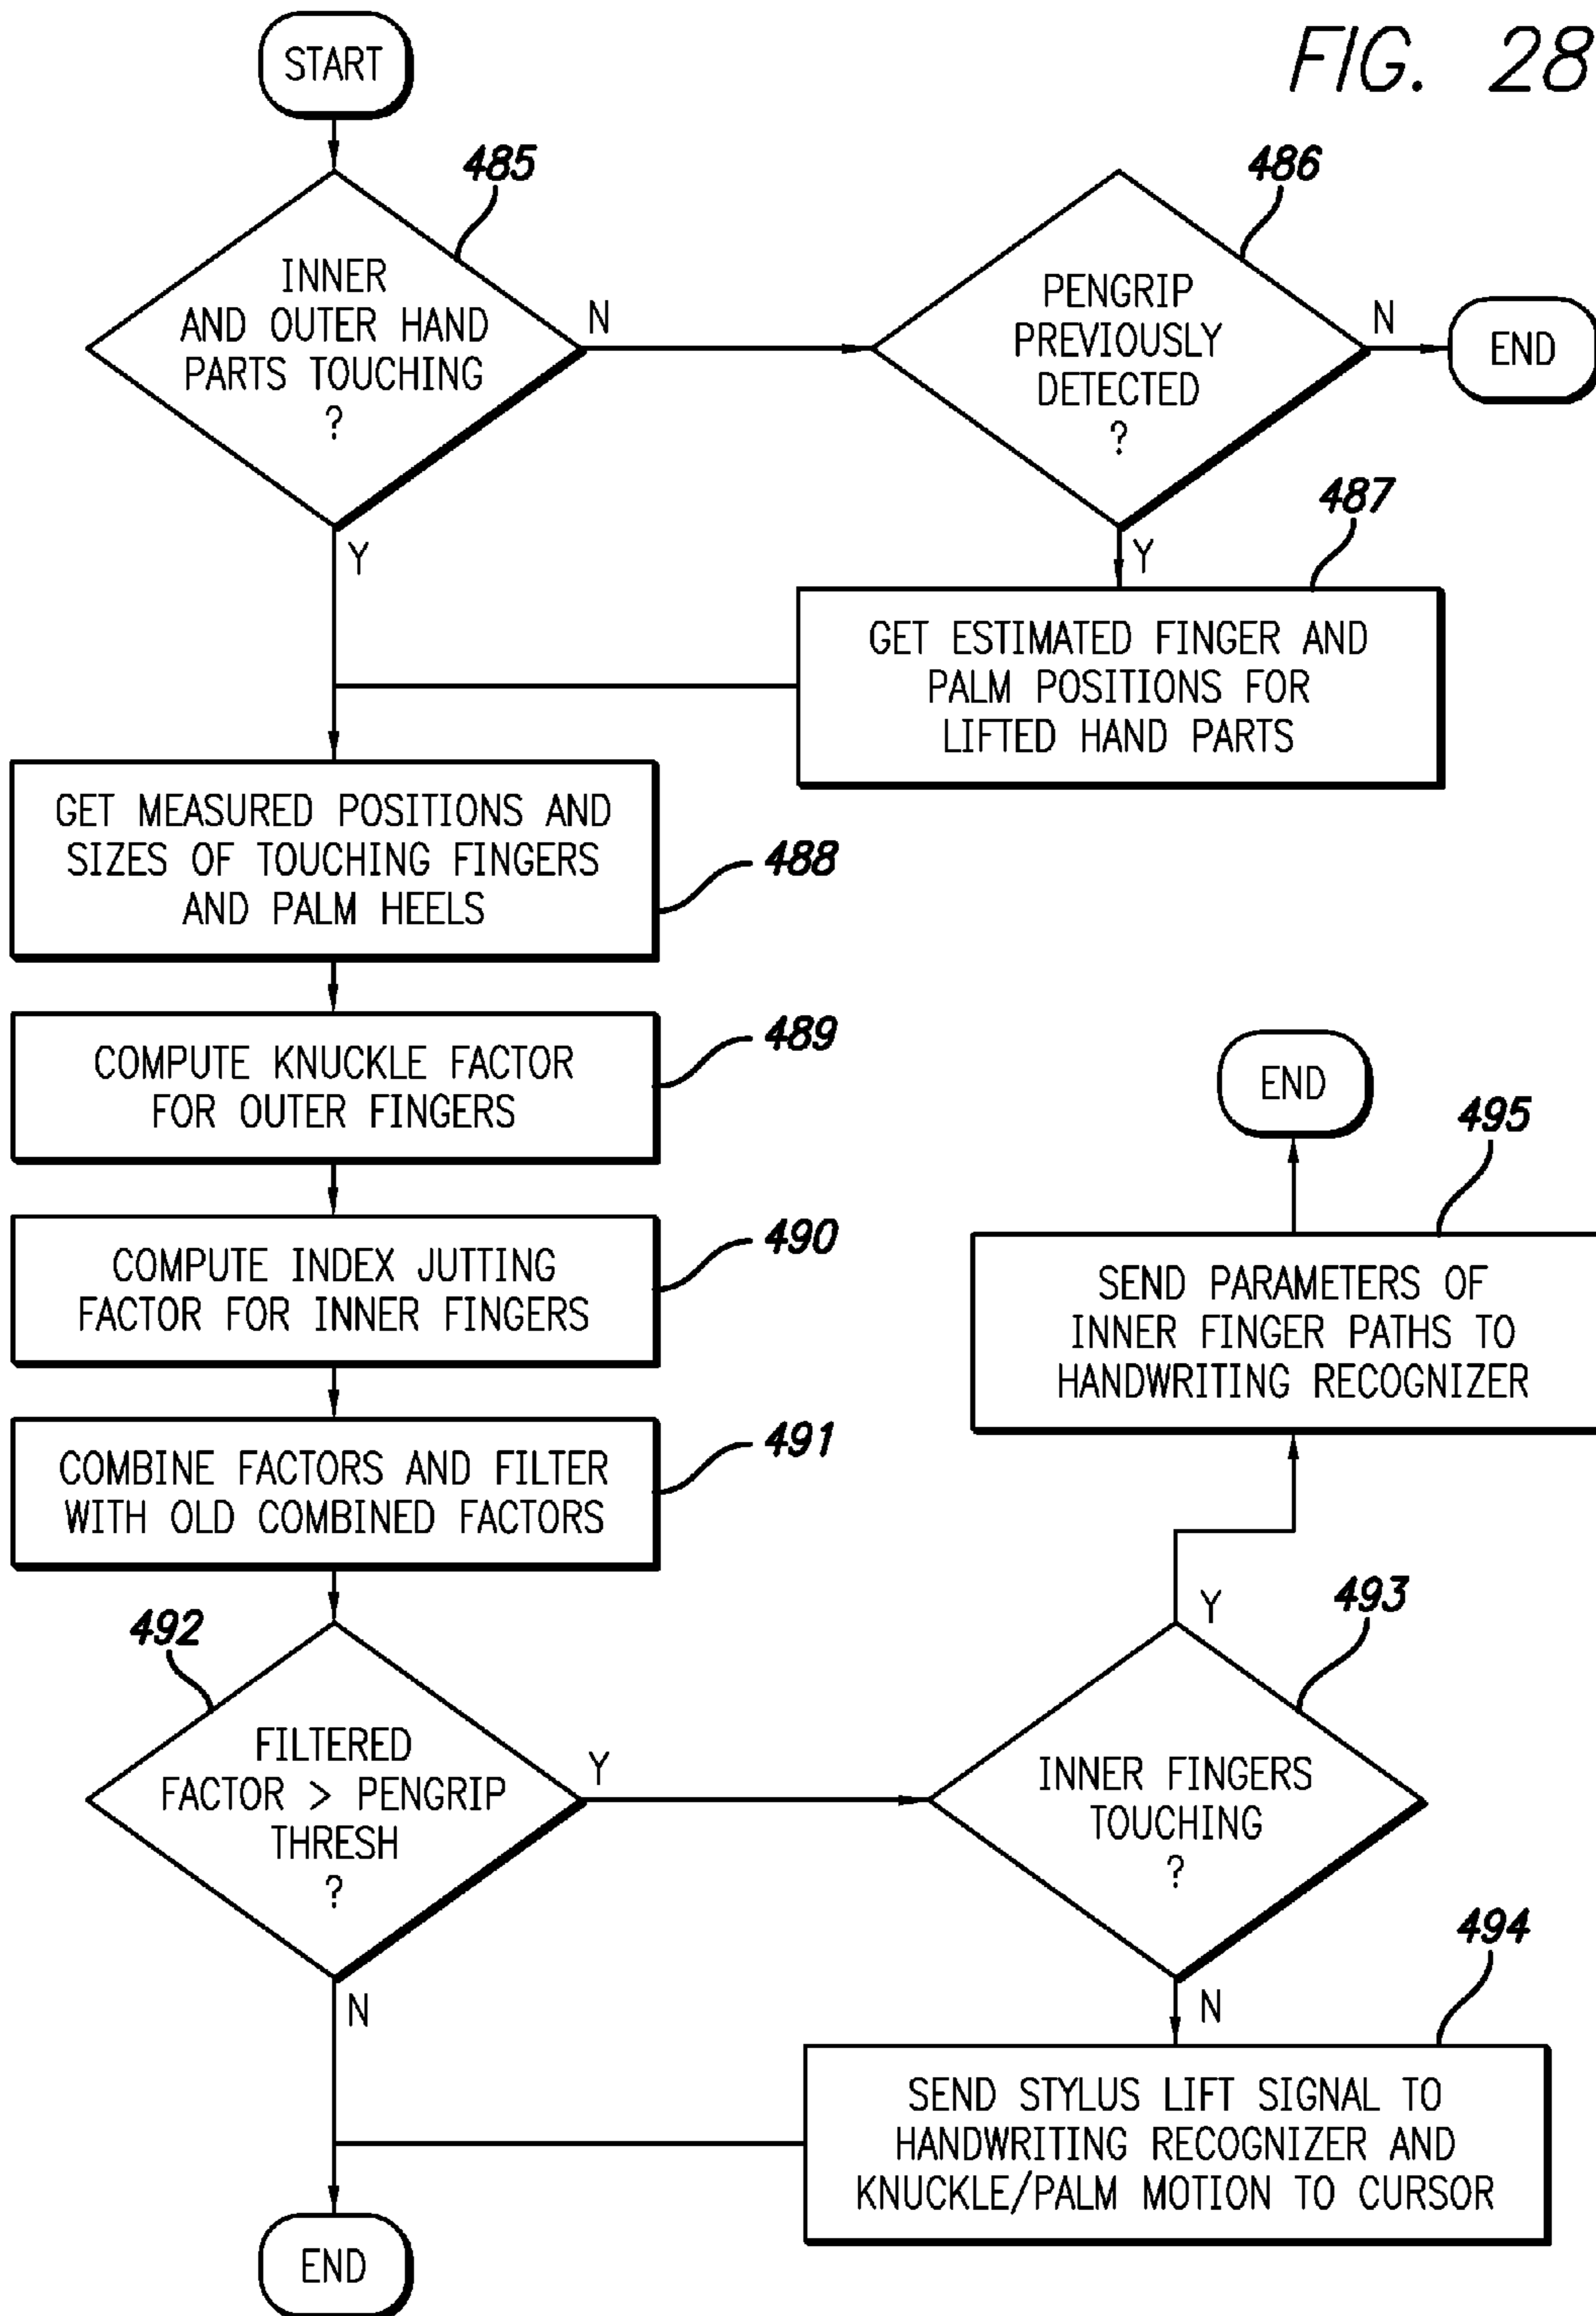 FIG. 28
START
485
INNER
AND OUTER HAND
PARTS TOUCHING
?
N
Y
486
PENGRIP
PREVIOUSLY
DETECTED
?
N
END
Y
487
GET ESTIMATED FINGER AND
PALM POSITIONS FOR
LIFTED HAND PARTS
GET MEASURED POSITIONS AND
SIZES OF TOUCHING FINGERS
AND PALM HEELS
488
COMPUTE KNUCKLE FACTOR
FOR OUTER FINGERS
489
COMPUTE INDEX JUTTING
FACTOR FOR INNER FINGERS
490
COMBINE FACTORS AND FILTER
WITH OLD COMBINED FACTORS
491
492
FILTERED
FACTOR > PENGRIP
THRESH
?
Y
N
END
495
SEND PARAMETERS OF
INNER FINGER PATHS TO
HANDWRITING RECOGNIZER
Y
493
INNER FINGERS
TOUCHING
?
N
494
SEND STYLUS LIFT SIGNAL TO
HANDWRITING RECOGNIZER AND
KNUCKLE/PALM MOTION TO CURSOR
END